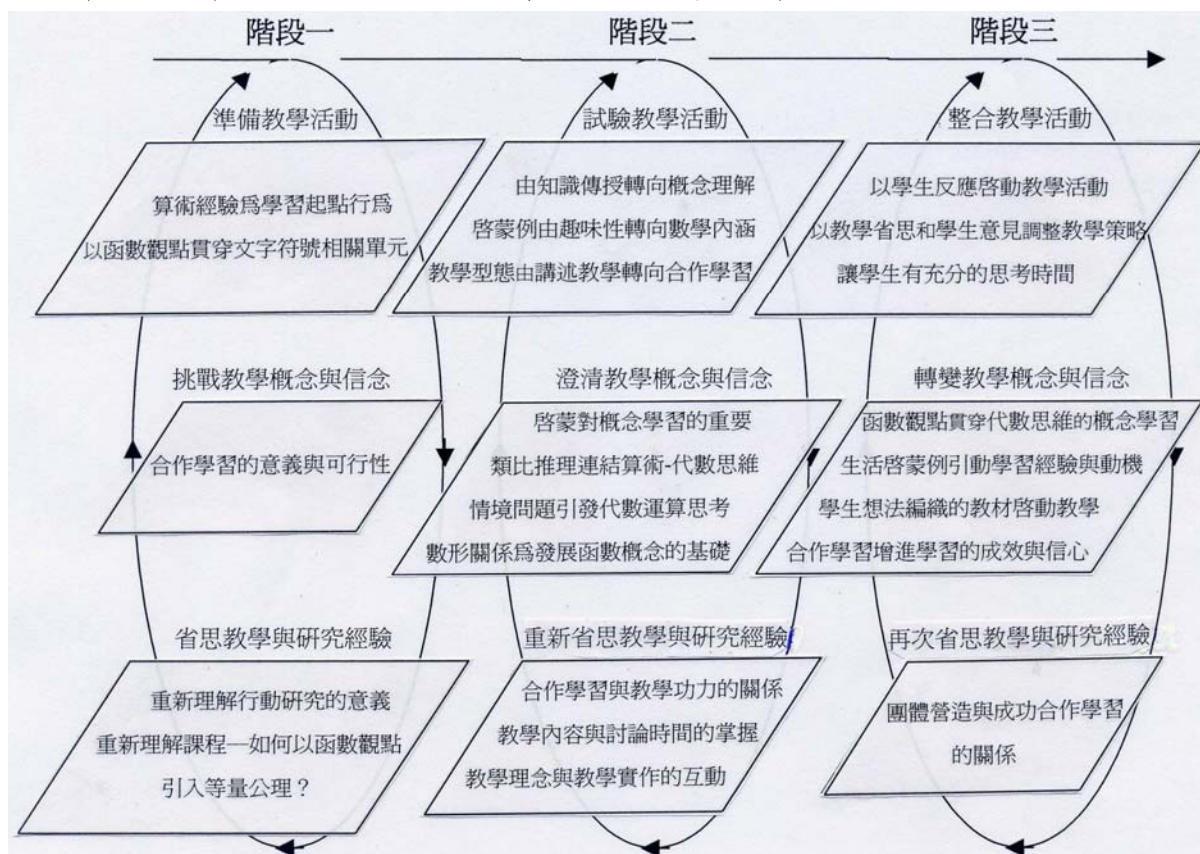 階段一
階段二
階段三
準備教學活動
試驗教學活動
整合教學活動
算術經驗爲學習起點行爲
以函數觀點貫穿文字符號相關單元
由知識傳授轉向概念理解
啓蒙例由趣味性轉向數學內涵
教學型態由講述教學轉向合作學習
以學生反應啓動教學活動
以教學省思和學生意見調整教學策略
讓學生有充分的思考時間
挑戰教學概念與信念
澄清教學概念與信念
轉變教學概念與信念
合作學習的意義與可行性
啓蒙對概念學習的重要
類比推理連結算術-代數思維
情境問題引發代數運算思考
數形關係爲發展函數概念的基礎
函數觀點貫穿代數思維的概念學習
生活啓蒙例引動學習經驗與動機
學生想法編織的教材啓動教學
合作學習增進學習的成效與信心
省思教學與研究經驗
重新省思教學與研究經驗
再次省思教學與研究經驗
重新理解行動研究的意義
重新理解課程—如何以函數觀點
引入等量公理？
合作學習與教學功力的關係
教學內容與討論時間的掌握
教學理念與教學實作的互動
團體營造與成功合作學習
的關係